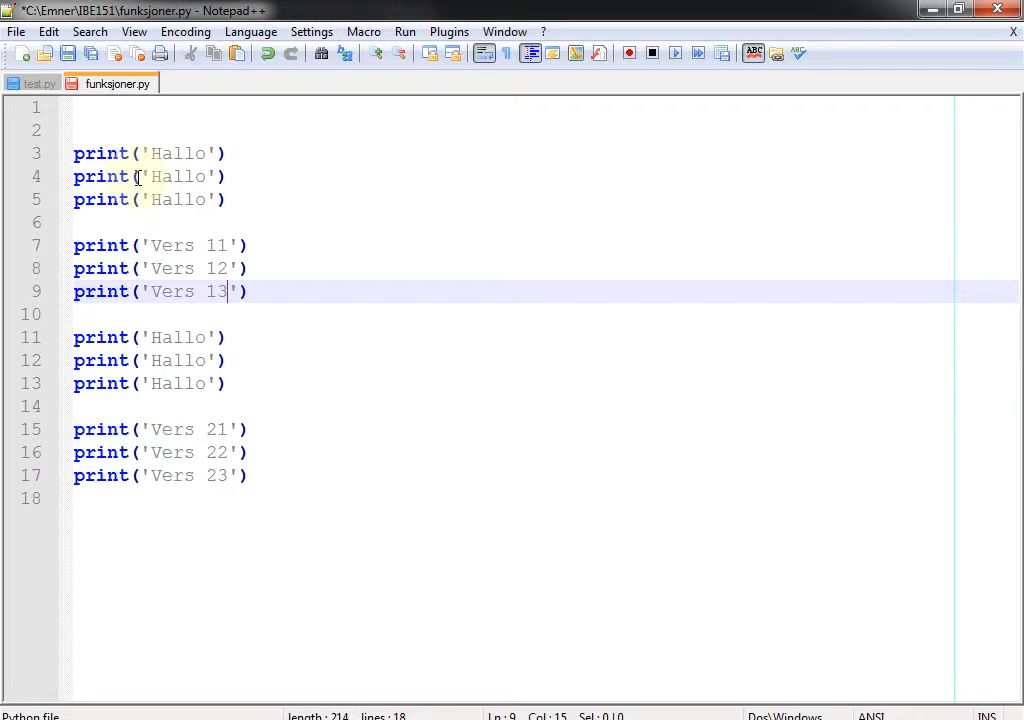 *C:\Emner\IBE151\funksjoner.py - Notepad++
File Edit Search View Encoding Language Settings Macro Run Plugins Window ? X
ABC ABC
test.py funksjoner.py
1
2
3 print('Hallo')
4 print('Hallo')
5 print('Hallo')
6
7 print('Vers 11')
8 print('Vers 12')
9 print('Vers 13')
10
11 print('Hallo')
12 print('Hallo')
13 print('Hallo')
14
15 print('Vers 21')
16 print('Vers 22')
17 print('Vers 23')
18
Python file length : 214 lines : 18 Ln : 9 Col : 15 Sel : 0 | 0 Dos\Windows ANSI INS